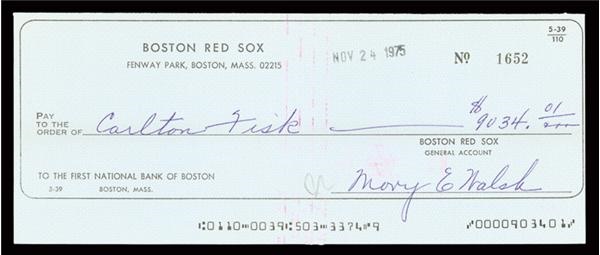 5-39
110
BOSTON RED SOX
FENWAY PARK, BOSTON, MASS. 02215
NOV 24 1975
Nº 1652
PAY
TO THE
ORDER OF Carlton Fisk $9034. 01/100
BOSTON RED SOX
GENERAL ACCOUNT
TO THE FIRST NATIONAL BANK OF BOSTON
5-39 BOSTON, MASS.
Mary E Walsh
⑆0110⑈0039⑆503⑈3374⑈9 ⑈0000903401⑈